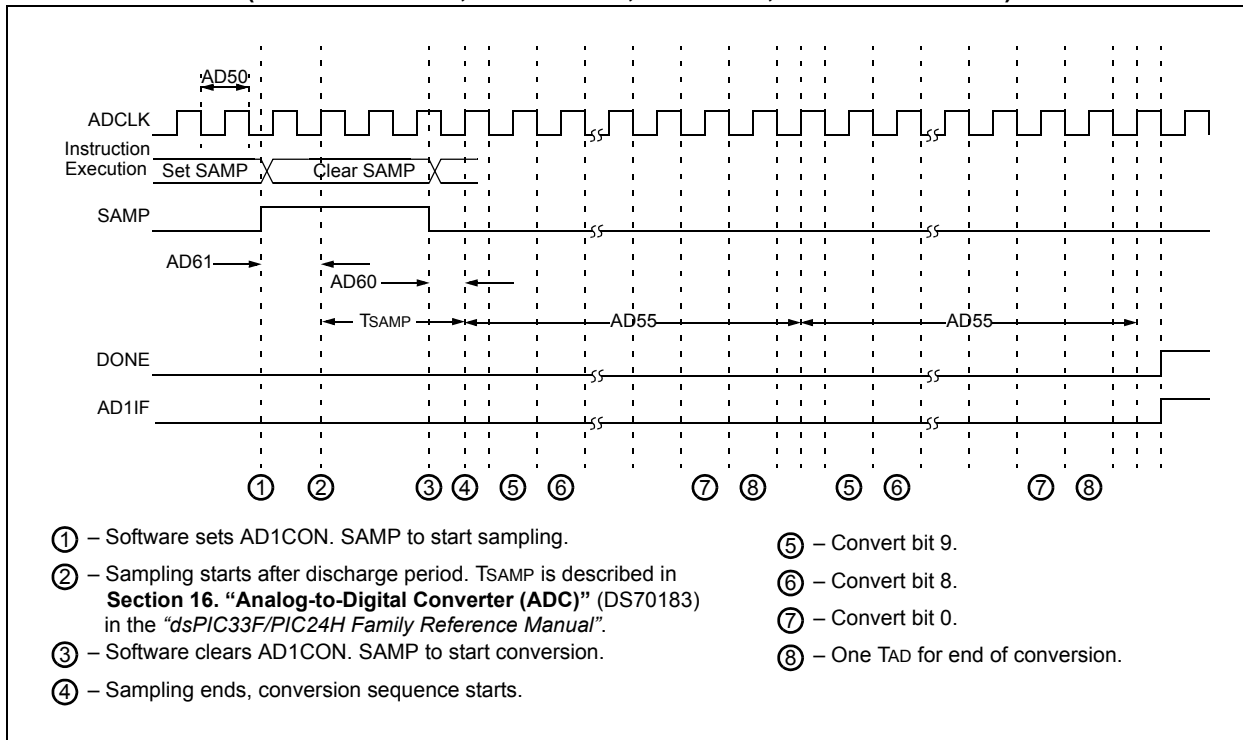 AD50
ADCLK
Instruction
Execution Set SAMP Clear SAMP
SAMP
AD61
AD60
TSAMP AD55 AD55
DONE
AD1IF
1 2 3 4 5 6 7 8 5 6 7 8
1 – Software sets AD1CON. SAMP to start sampling.
2 – Sampling starts after discharge period. TSAMP is described in
Section 16. “Analog-to-Digital Converter (ADC)” (DS70183)
in the “dsPIC33F/PIC24H Family Reference Manual”.
3 – Software clears AD1CON. SAMP to start conversion.
4 – Sampling ends, conversion sequence starts.
5 – Convert bit 9.
6 – Convert bit 8.
7 – Convert bit 0.
8 – One TAD for end of conversion.